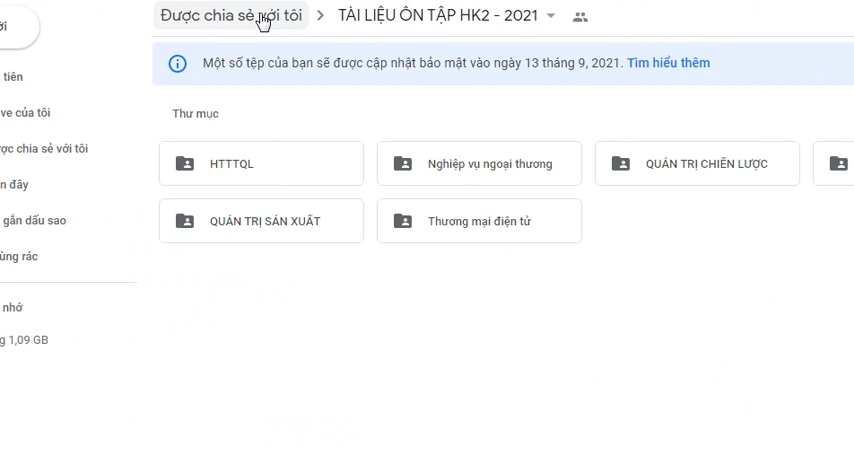 Được chia sẻ với tôi > TÀI LIỆU ÔN TẬP HK2 - 2021
ới
Một số tệp của bạn sẽ được cập nhật bảo mật vào ngày 13 tháng 9, 2021. Tìm hiểu thêm
tiên
Thư mục
ve của tôi
ợc chia sẻ với tôi
HTTTQL
Nghiệp vụ ngoại thương
QUẢN TRỊ CHIẾN LƯỢC
n đây
gắn dấu sao
QUẢN TRỊ SẢN XUẤT
Thương mại điện tử
ùng rác
nhớ
g 1,09 GB